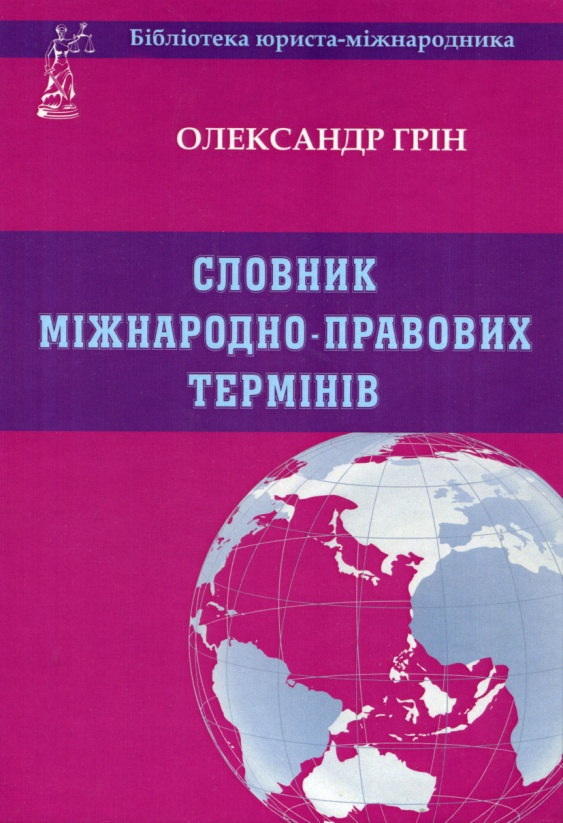 Бібліотека юриста-міжнародника
ОЛЕКСАНДР ГРІН
СЛОВНИК
МІЖНАРОДНО-ПРАВОВИХ
ТЕРМІНІВ